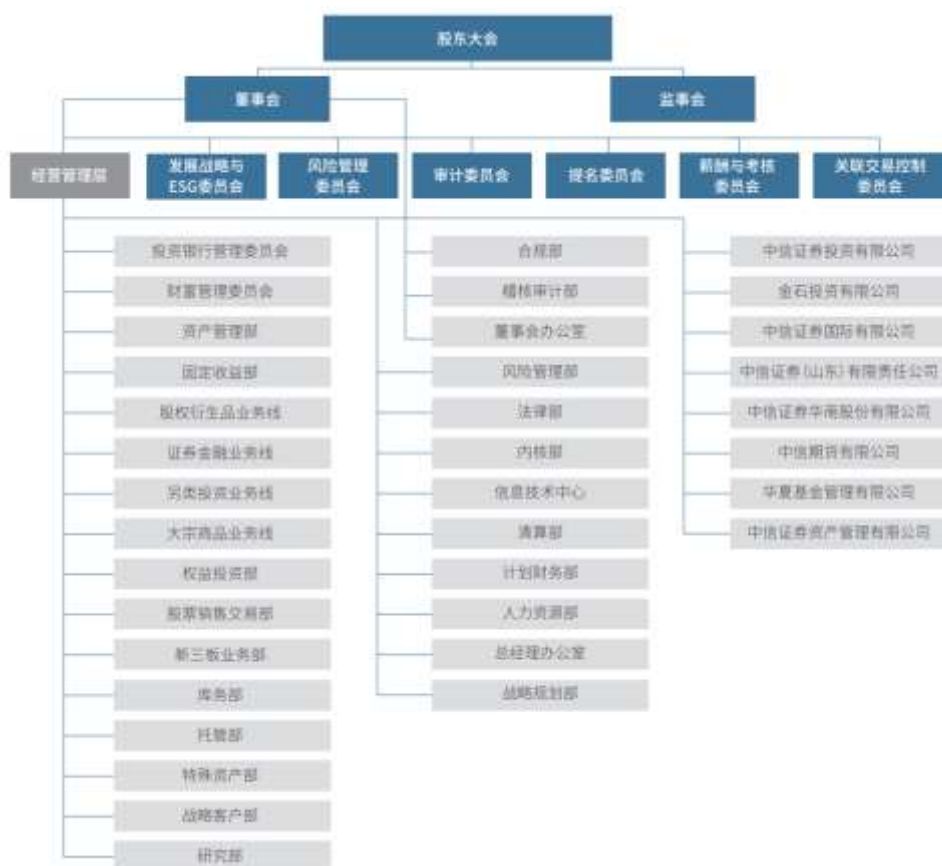 股东大会
董事会
监事会
经营管理层
发展战略与
ESG委员会
风险管理
委员会
审计委员会
提名委员会
薪酬与考核
委员会
关联交易控制
委员会
投资银行管理委员会
财富管理委员会
资产管理部
固定收益部
股权衍生品业务线
证券金融业务线
另类投资业务线
大宗商品业务线
权益投资部
股票销售交易部
新三板业务部
库务部
托管部
特殊资产部
战略客户部
研究部
合规部
稽核审计部
董事会办公室
风险管理部
法律部
内核部
信息技术中心
清算部
计划财务部
人力资源部
总经理办公室
战略规划部
中信证券投资有限公司
金石投资有限公司
中信证券国际有限公司
中信证券(山东)有限责任公司
中信证券华南股份有限公司
中信期货有限公司
华夏基金管理有限公司
中信证券资产管理有限公司